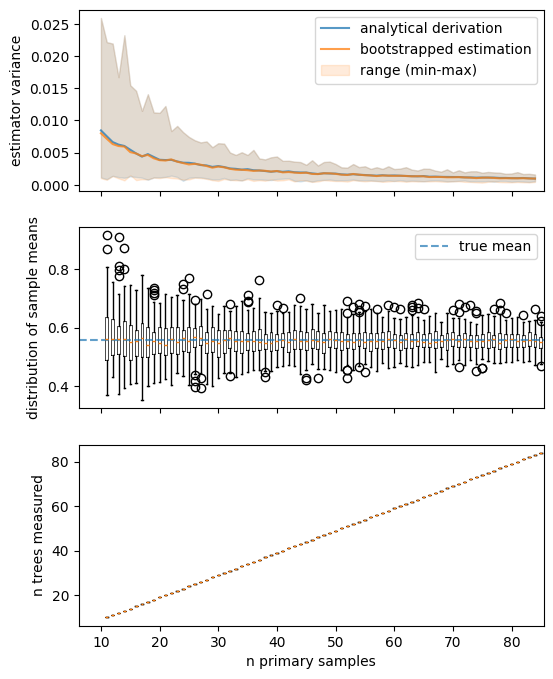 0.025
0.020
0.015
0.010
0.005
0.000
estimator variance
analytical derivation
bootstrapped estimation
range (min-max)
0.8
0.6
0.4
distribution of sample means
true mean
80
60
40
20
n trees measured
10 20 30 40 50 60 70 80
n primary samples